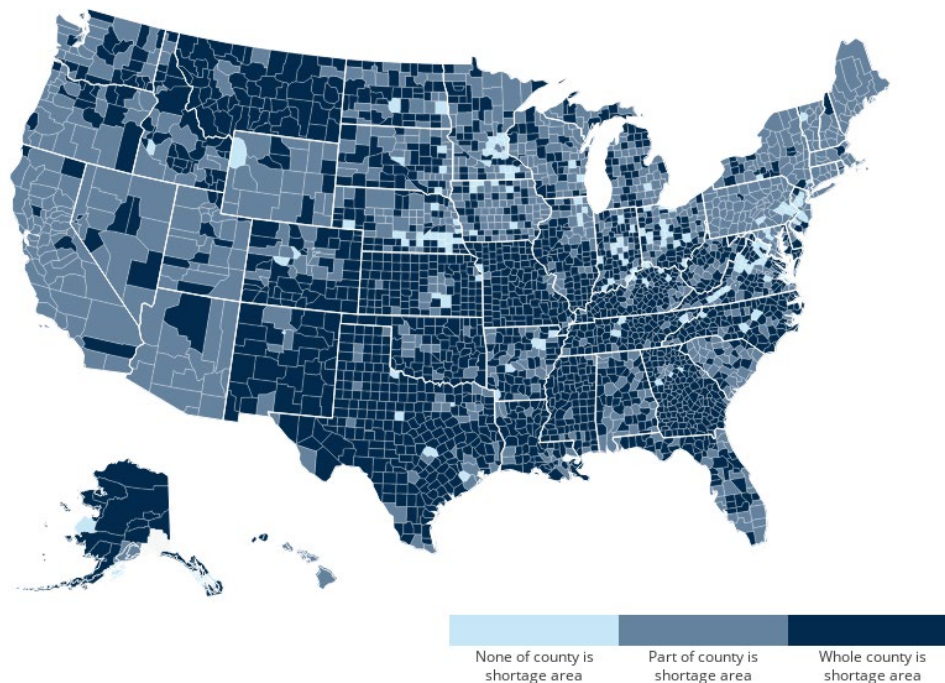 None of county is
shortage area
Part of county is
shortage area
Whole county is
shortage area